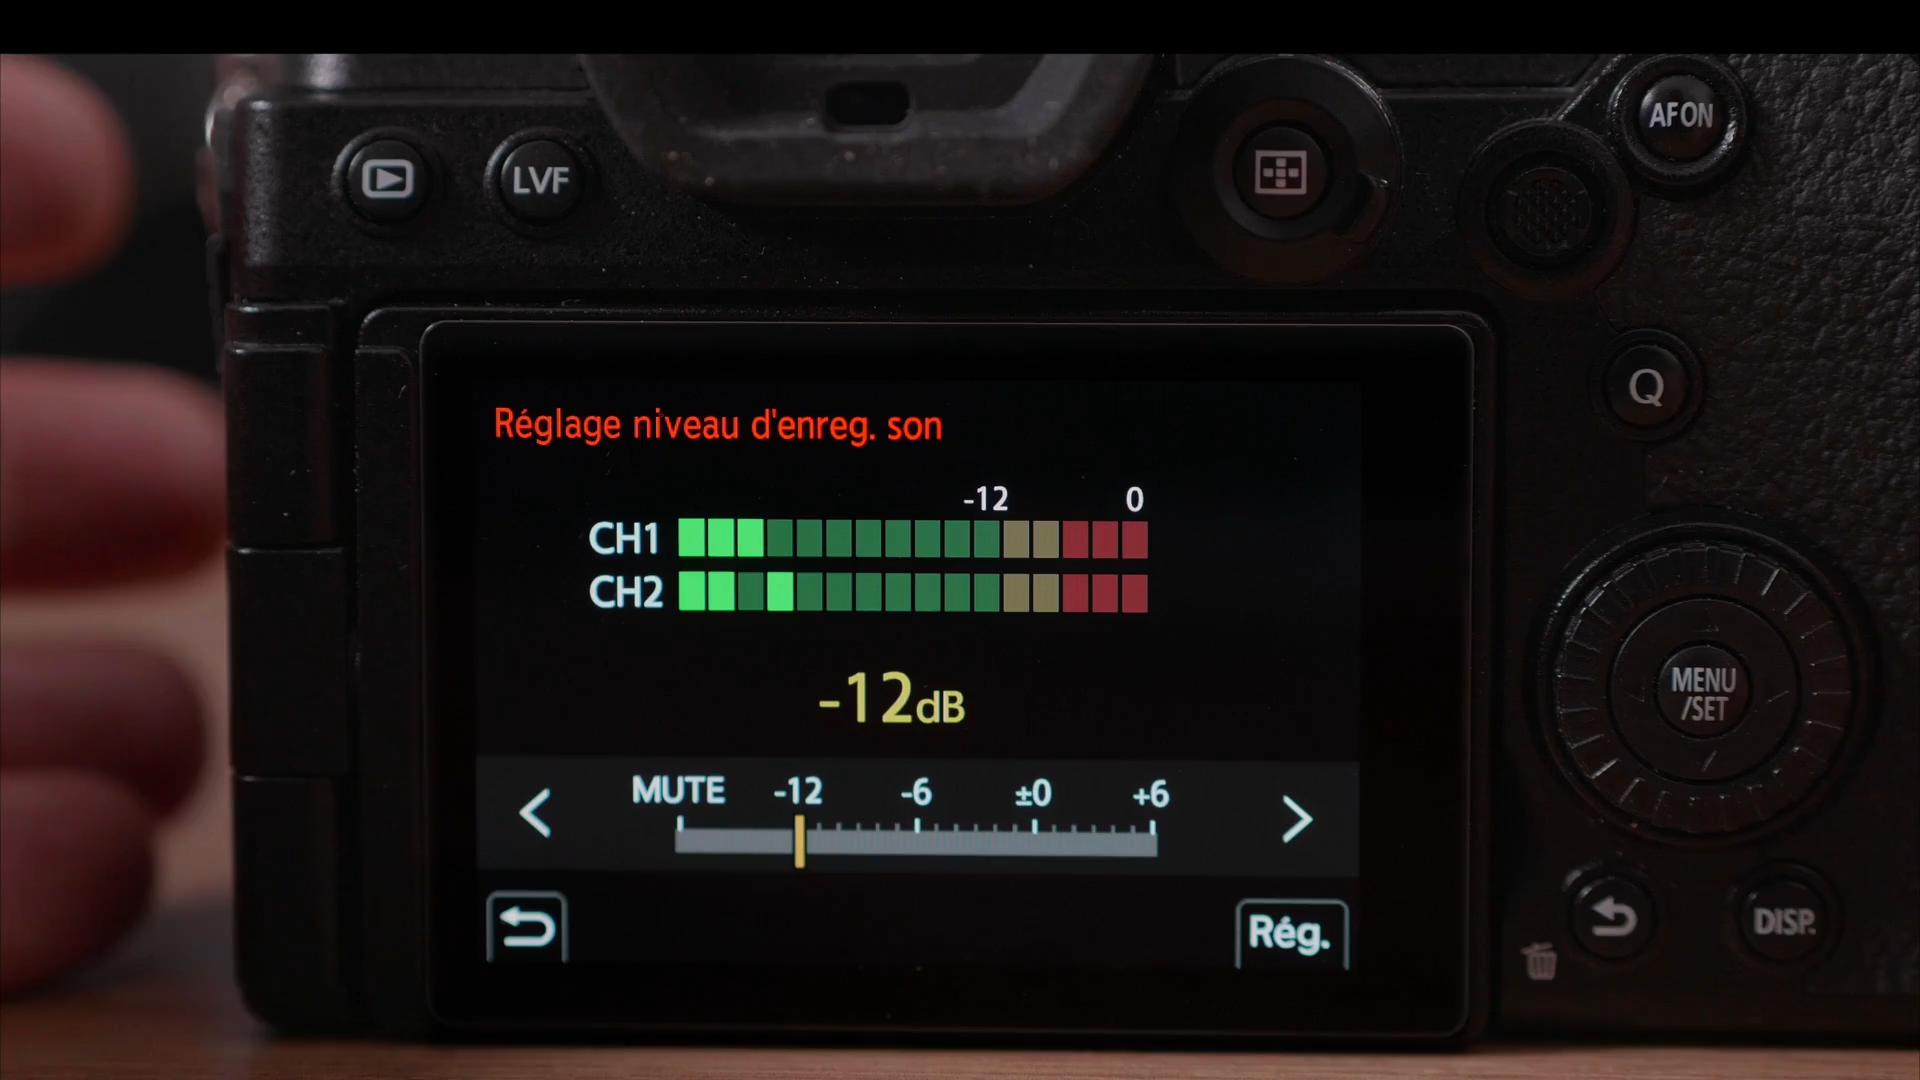 AF ON
LVF
Q
Réglage niveau d'enreg. son
-12 0
CH1
CH2
-12dB
MENU
/SET
MUTE -12 -6 ±0 +6
Rég.
DISP.